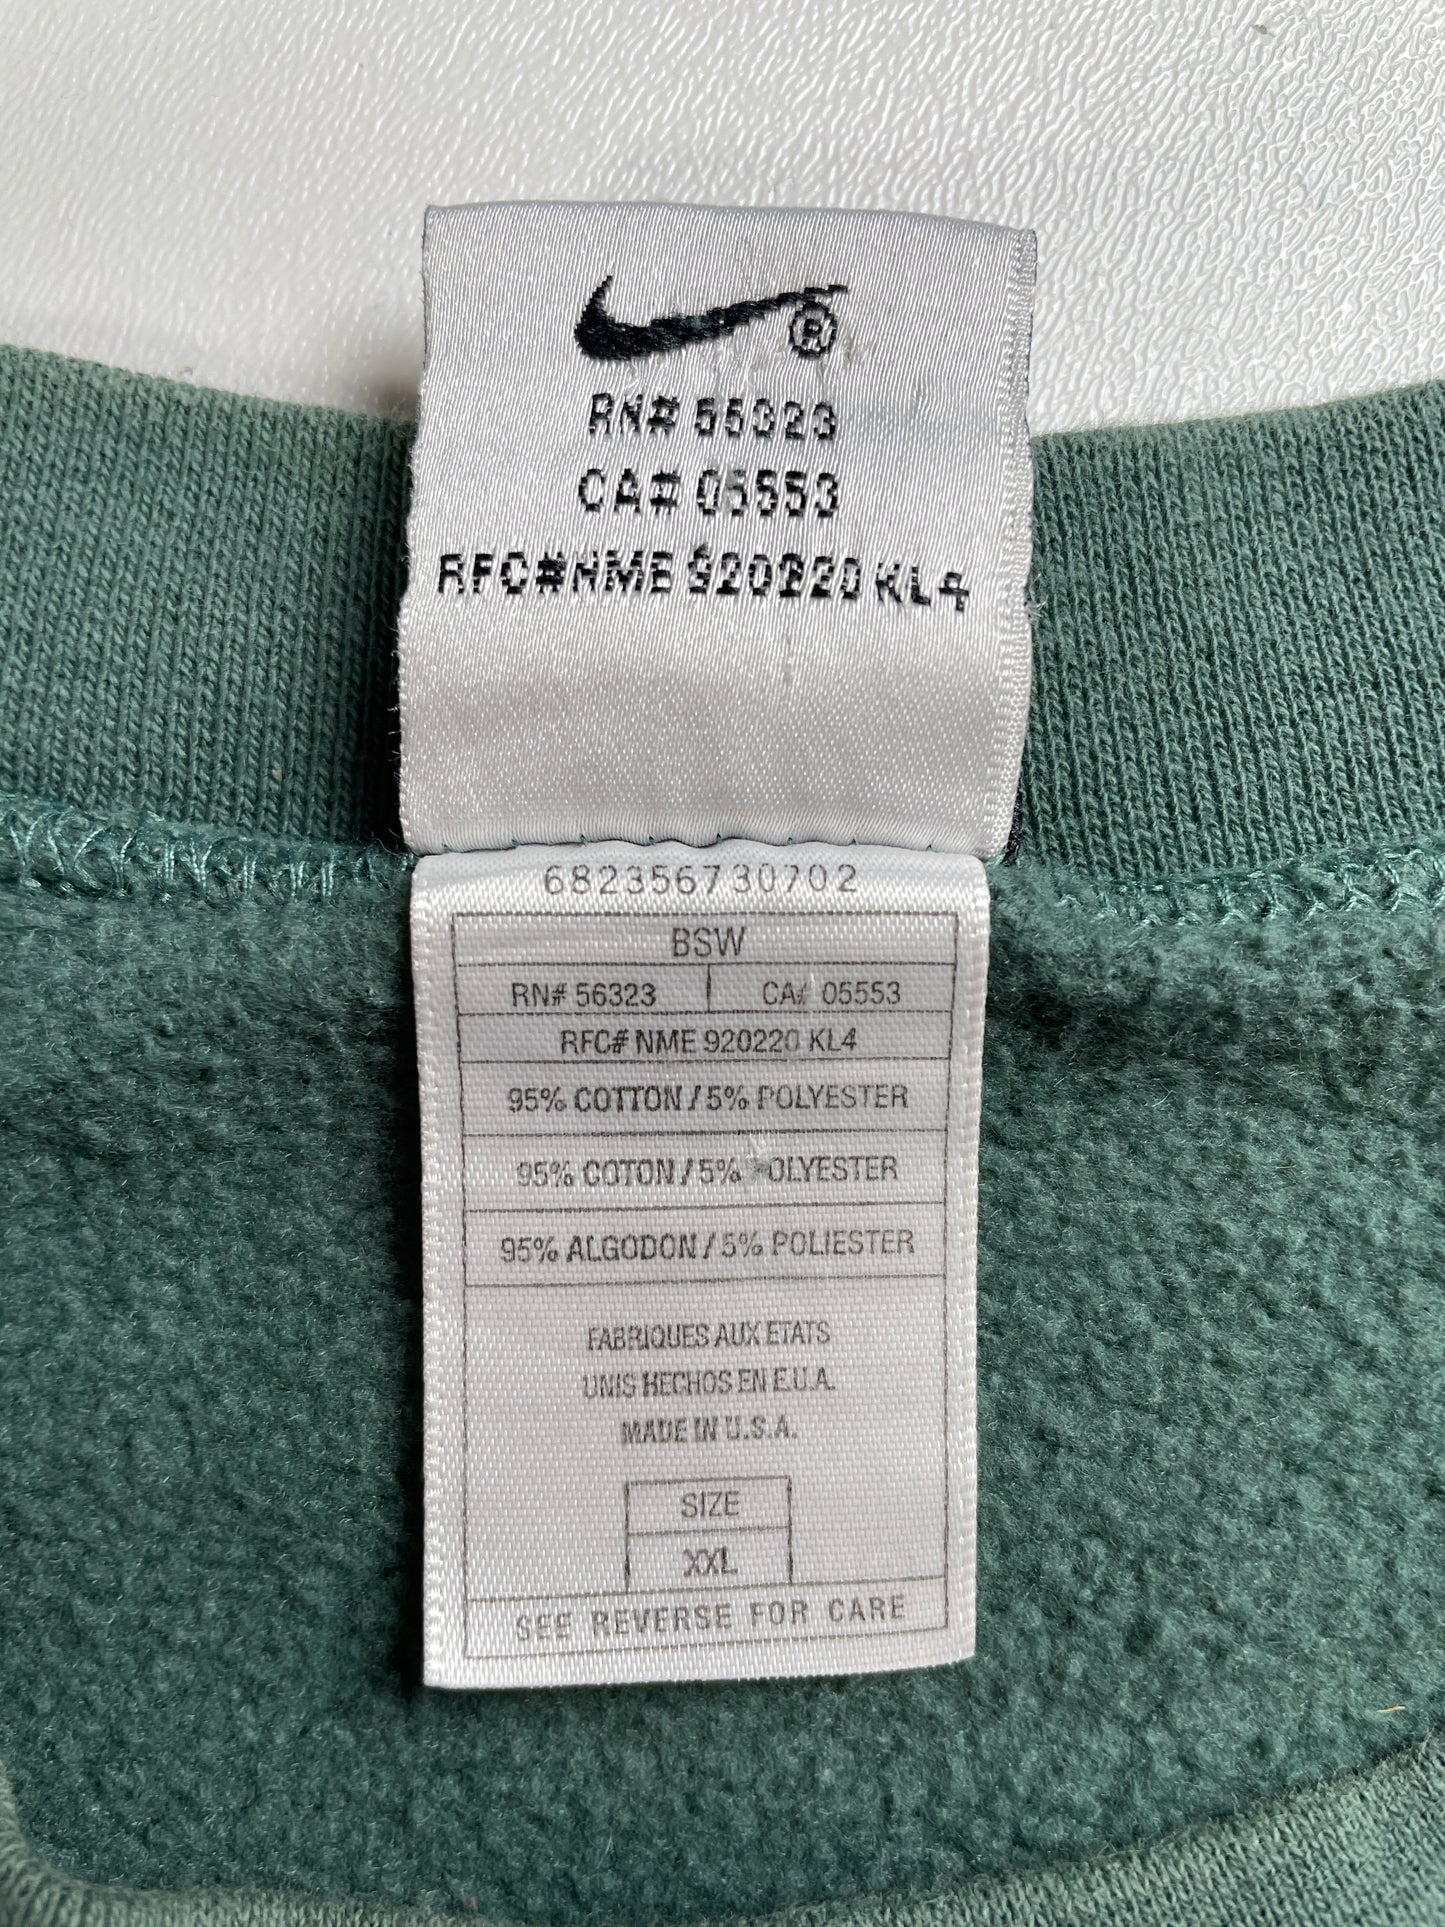 ®
RN# 56323
CA# 05553
RFC#NME 920220 KL4
682356730702
BSW
RN# 56323 CA# 05553
RFC# NME 920220 KL4
95% COTTON / 5% POLYESTER
95% COTON / 5% POLYESTER
95% ALGODON / 5% POLIESTER
FABRIQUES AUX ETATS
UNIS HECHOS EN E.U.A.
MADE IN U.S.A.
SIZE
XXL
SEE REVERSE FOR CARE